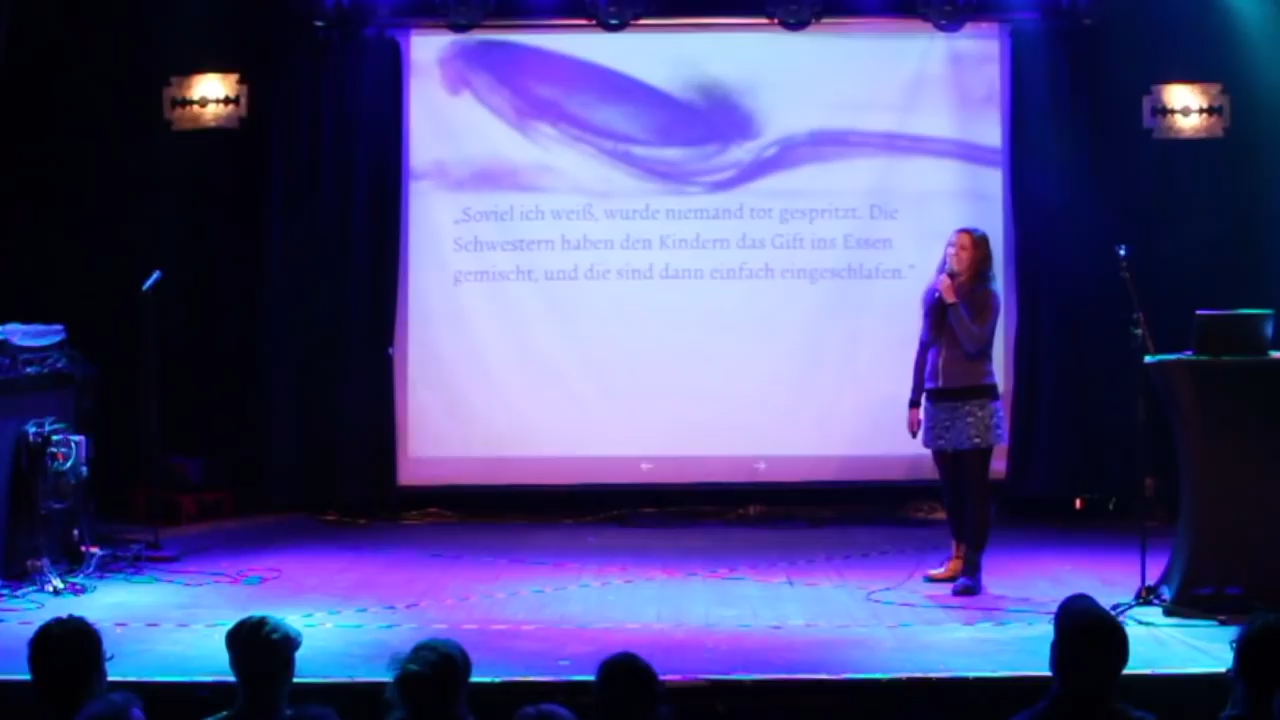 „Soviel ich weiß, wurde niemand tot gespritzt. Die
Schwestern haben den Kindern das Gift ins Essen
gemischt, und die sind dann einfach eingeschlafen."